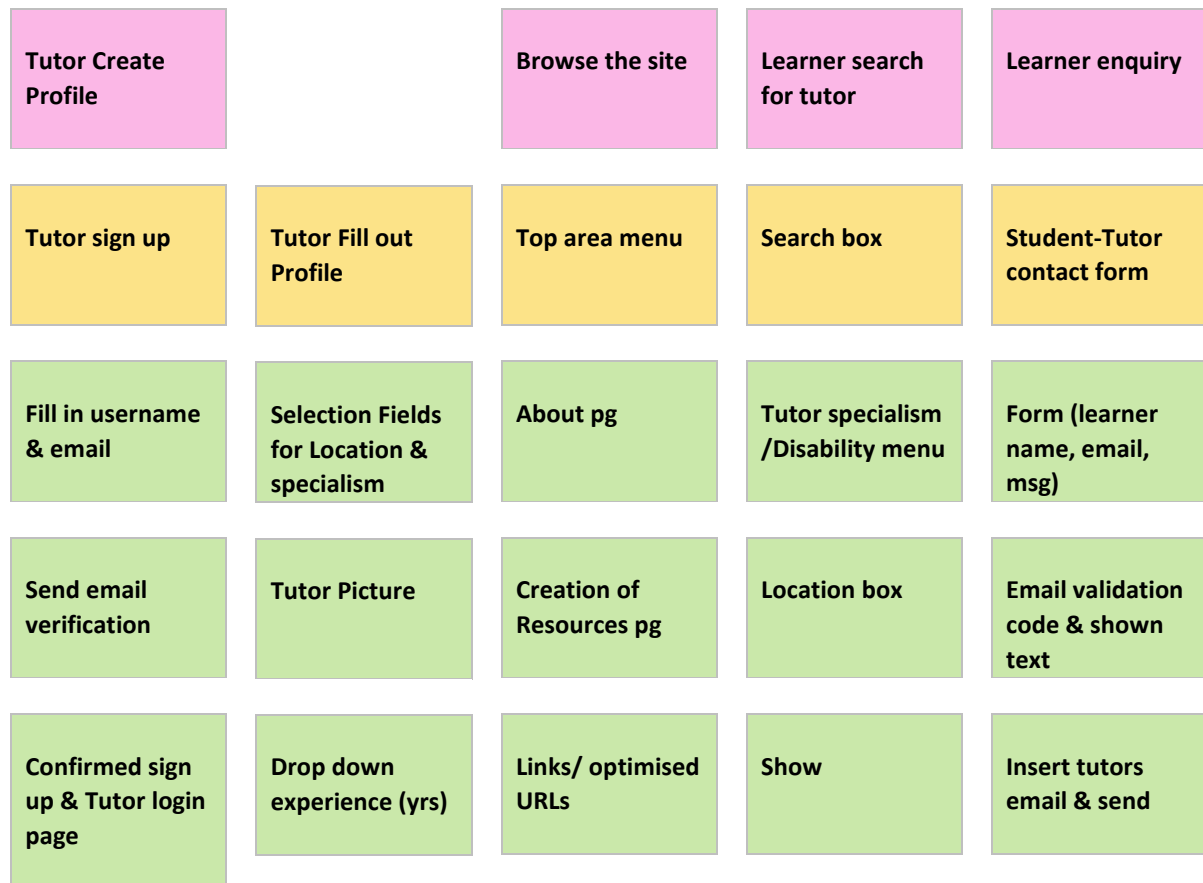 Tutor Create
Profile
Browse the site
Learner search
for tutor
Learner enquiry
Tutor sign up
Tutor Fill out
Profile
Top area menu
Search box
Student-Tutor
contact form
Fill in username
& email
Selection Fields
for Location &
specialism
About pg
Tutor specialism
/Disability menu
Form (learner
name, email,
msg)
Send email
verification
Tutor Picture
Creation of
Resources pg
Location box
Email validation
code & shown
text
Confirmed sign
up & Tutor login
page
Drop down
experience (yrs)
Links/ optimised
URLs
Show
Insert tutors
email & send